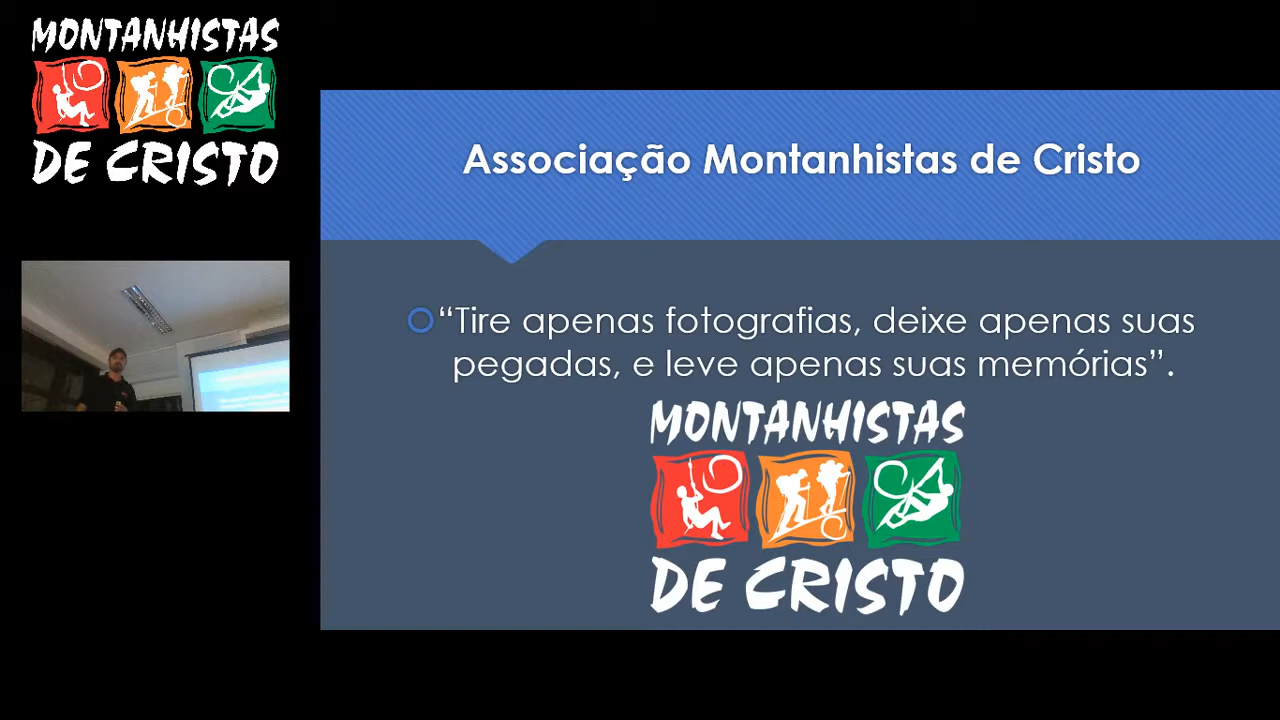 MONTANHISTAS
DE CRISTO
Associação Montanhistas de Cristo
“Tire apenas fotografias, deixe apenas suas
pegadas, e leve apenas suas memórias”.
MONTANHISTAS
DE CRISTO